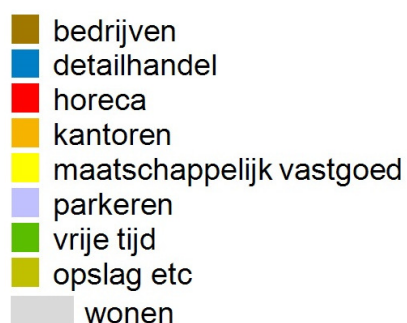 bedrijven
detailhandel
horeca
kantoren
maatschappelijk vastgoed
parkeren
vrije tijd
opslag etc
wonen